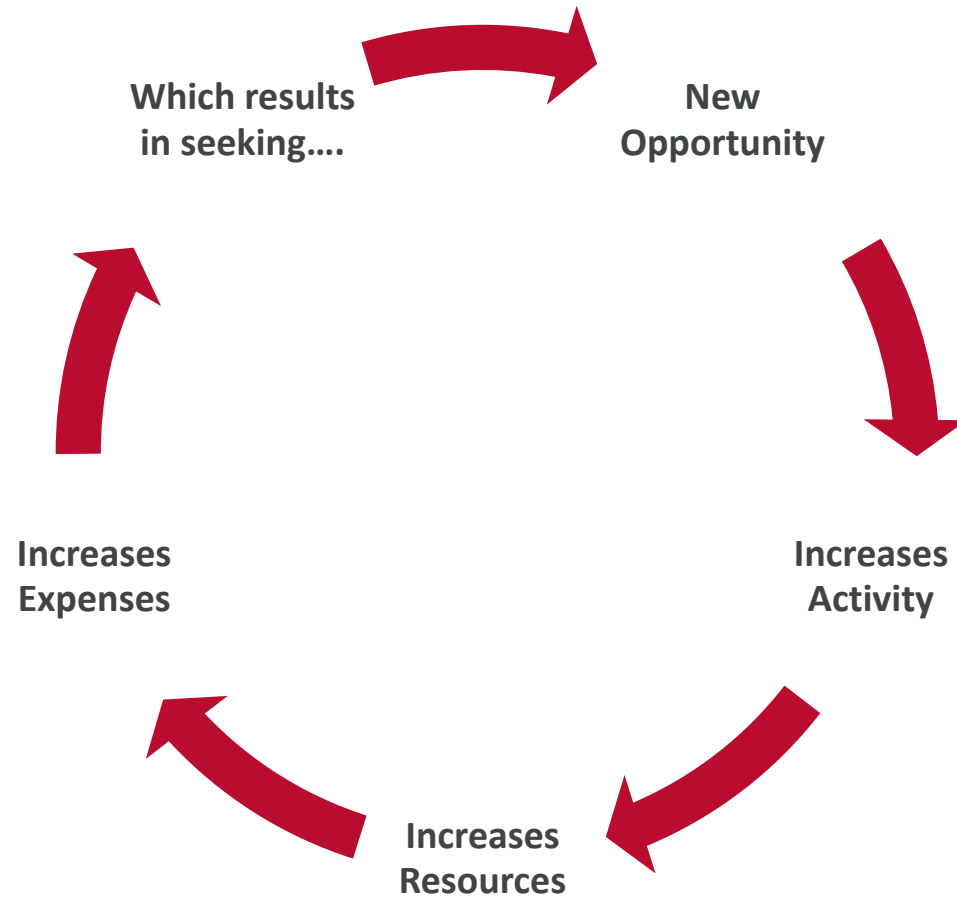 Which results
in seeking....
New
Opportunity
Increases
Activity
Increases
Resources
Increases
Expenses